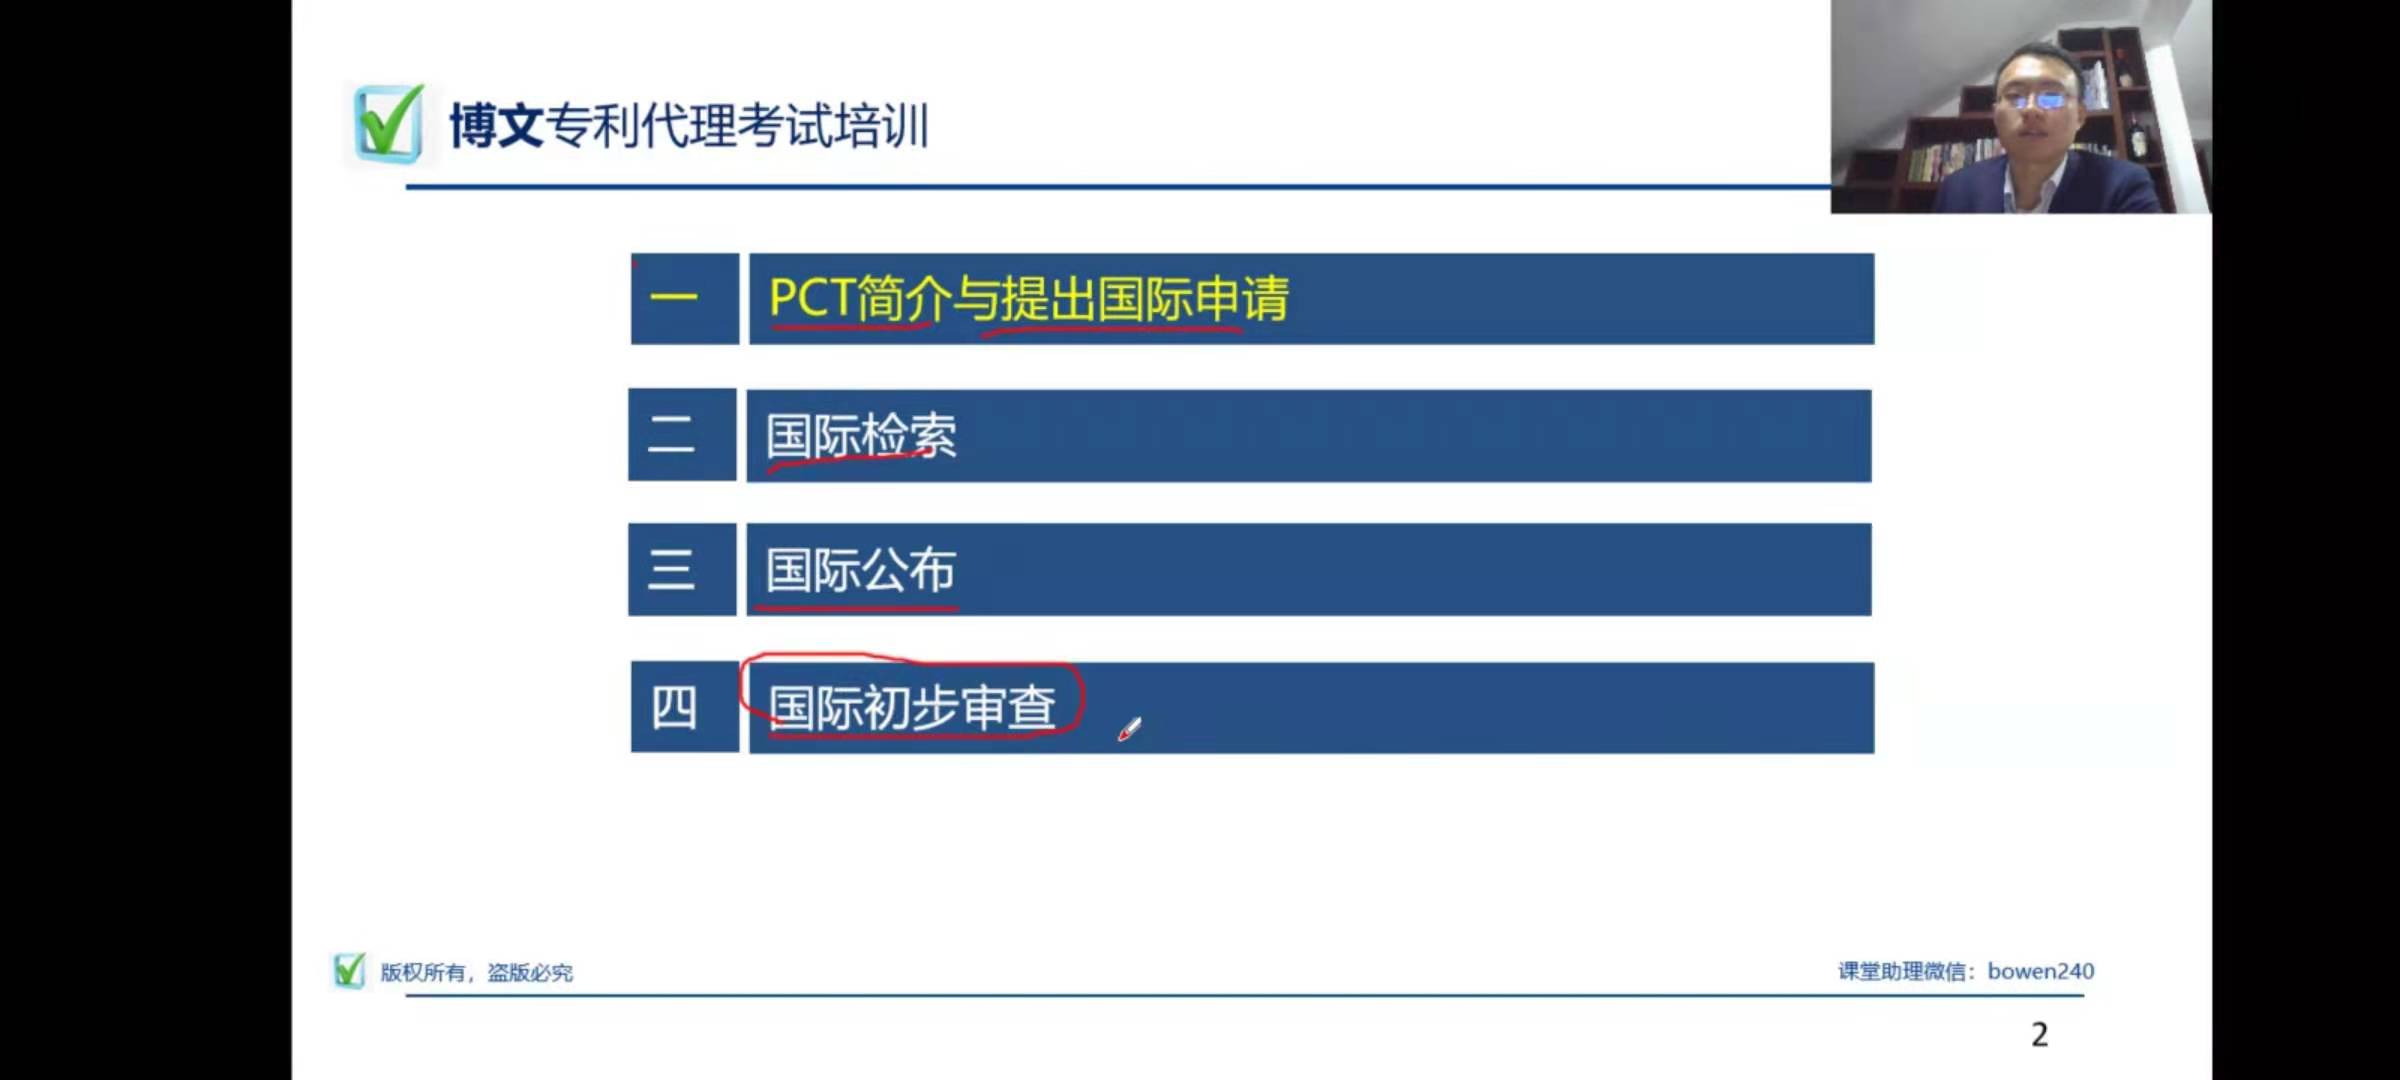 博文专利代理考试培训
一 PCT简介与提出国际申请
二 国际检索
三 国际公布
四 国际初步审查
版权所有，盗版必究
课堂助理微信：bowen240
2